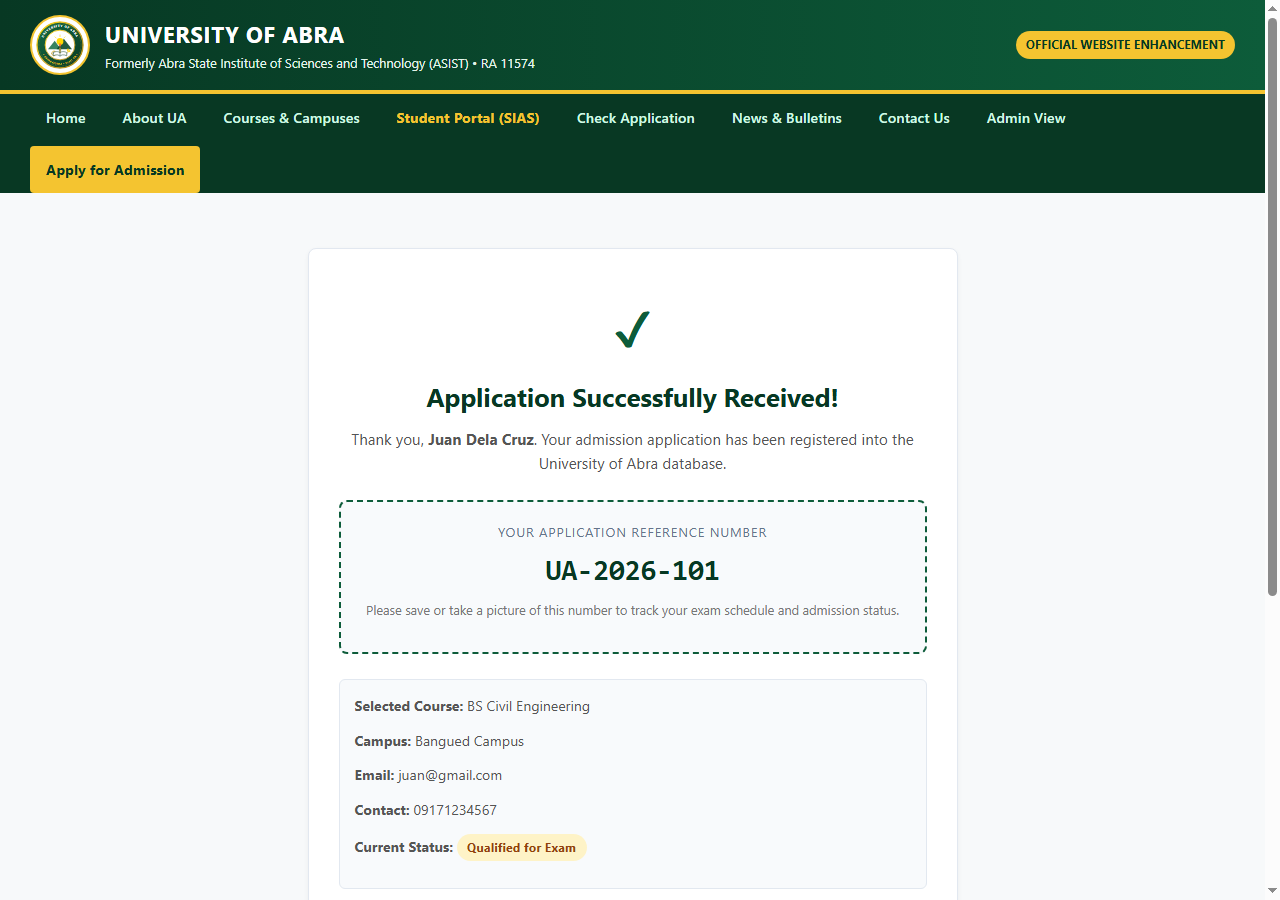 UNIVERSITY OF ABRA
Formerly Abra State Institute of Sciences and Technology (ASIST) • RA 11574
OFFICIAL WEBSITE ENHANCEMENT
Home
About UA
Courses & Campuses
Student Portal (SIAS)
Check Application
News & Bulletins
Contact Us
Admin View
Apply for Admission
Application Successfully Received!
Thank you, Juan Dela Cruz. Your admission application has been registered into the
University of Abra database.
YOUR APPLICATION REFERENCE NUMBER
UA-2026-101
Please save or take a picture of this number to track your exam schedule and admission status.
Selected Course: BS Civil Engineering
Campus: Bangued Campus
Email: juan@gmail.com
Contact: 09171234567
Current Status: Qualified for Exam